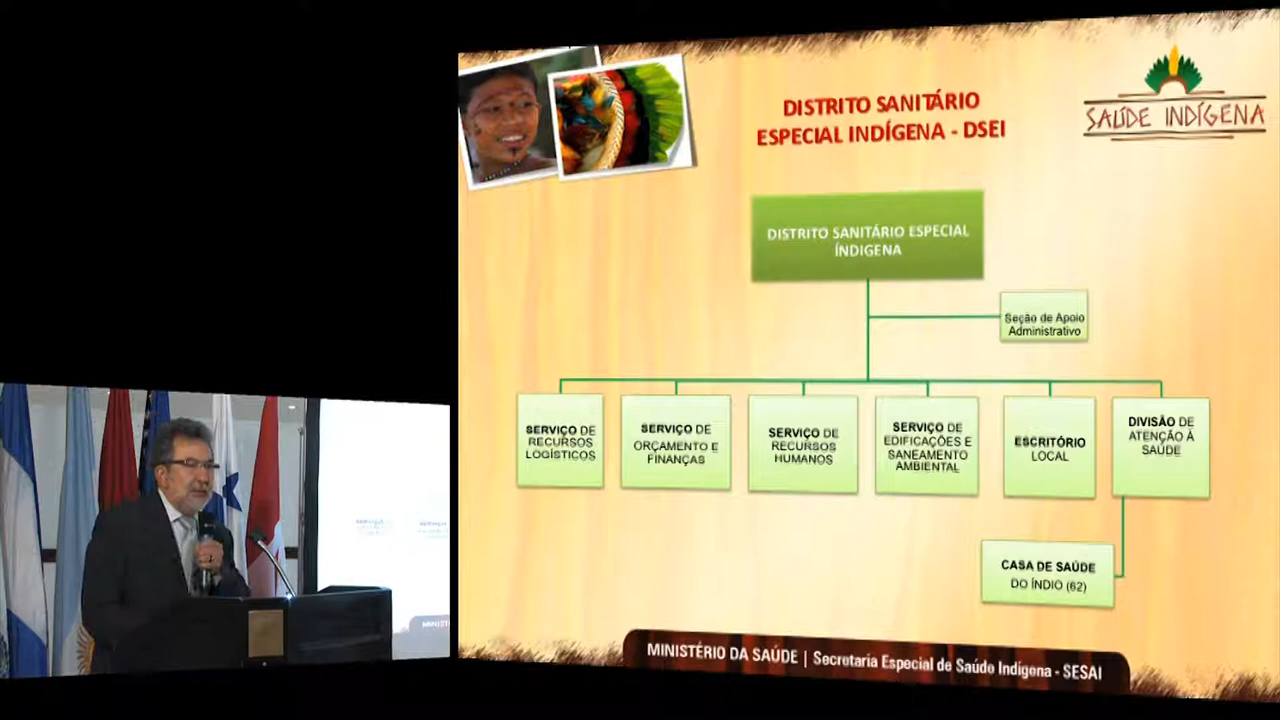 DISTRITO SANITÁRIO
ESPECIAL INDÍGENA - DSEI
SAÚDE INDÍGENA
DISTRITO SANITÁRIO ESPECIAL
ÍNDIGENA
Seção de Apoio
Administrativo
SERVIÇO DE
RECURSOS
LOGÍSTICOS
SERVIÇO DE
ORÇAMENTO E
FINANÇAS
SERVIÇO DE
RECURSOS
HUMANOS
SERVIÇO DE
EDIFICAÇÕES E
SANEAMENTO
AMBIENTAL
ESCRITÓRIO
LOCAL
DIVISÃO DE
ATENÇÃO À
SAÚDE
CASA DE SAÚDE
DO ÍNDIO (62)
MINISTÉRIO DA SAÚDE | Secretaria Especial de Saúde Indígena - SESAI